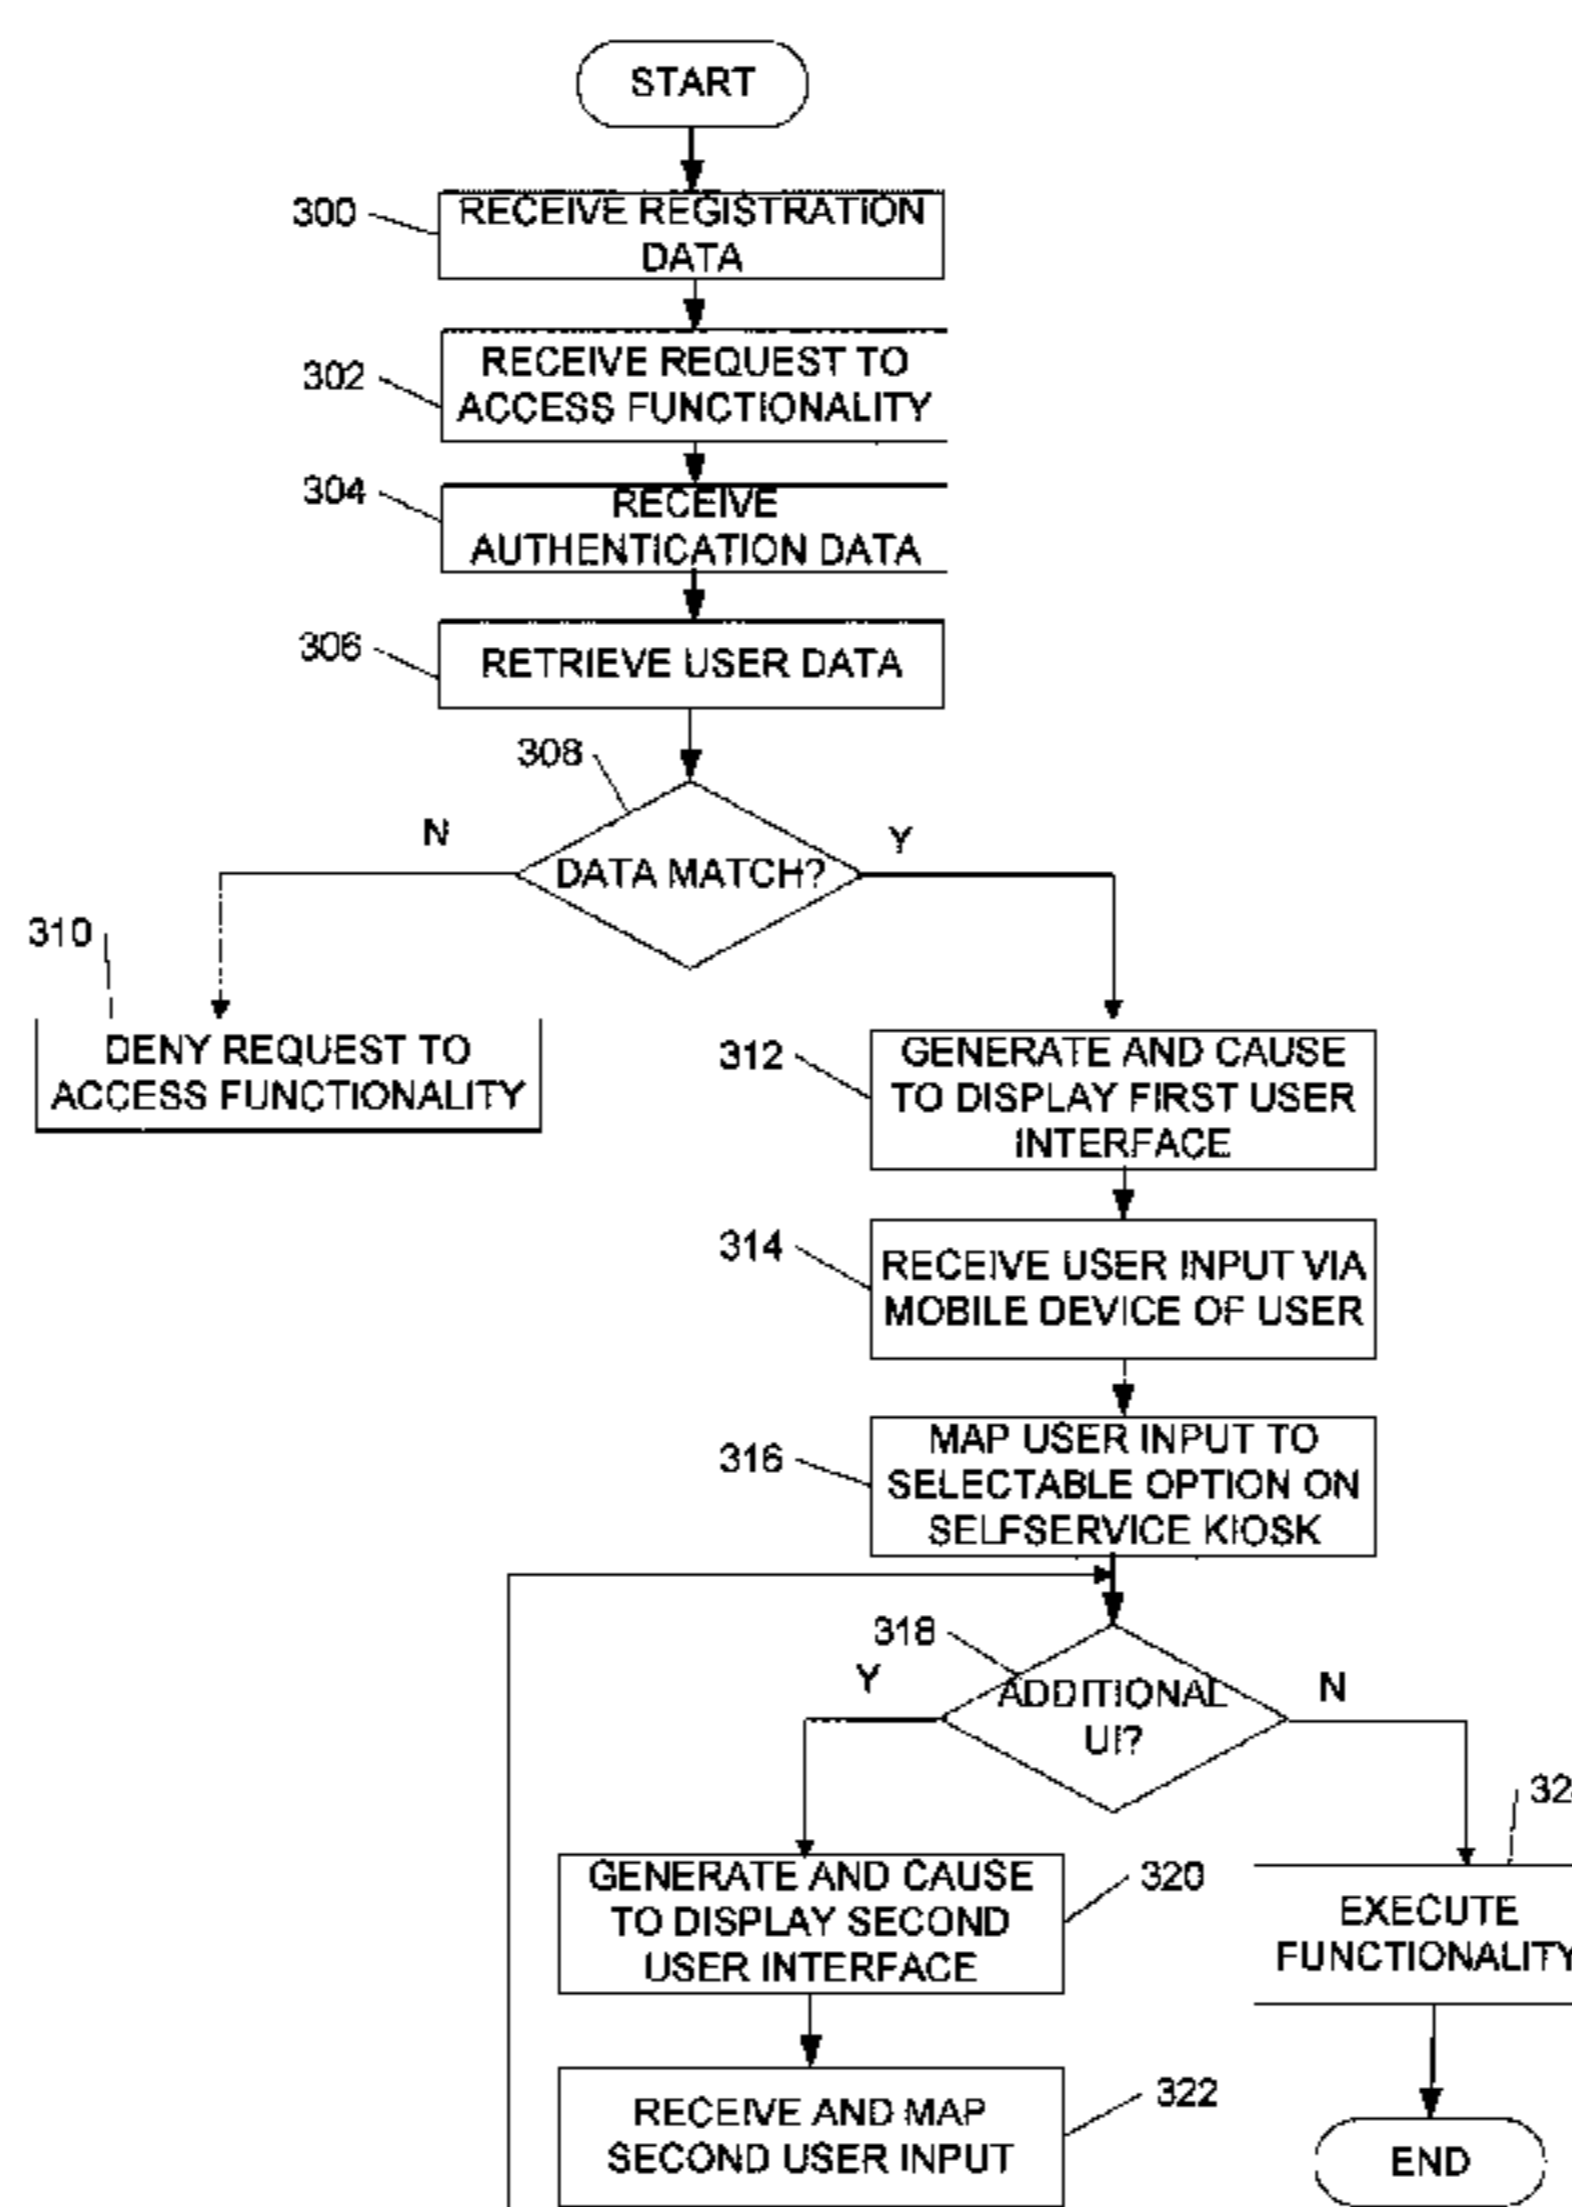 START
300
RECEIVE REGISTRATION
DATA
302
RECEIVE REQUEST TO
ACCESS FUNCTIONALITY
304
RECEIVE
AUTHENTICATION DATA
306
RETRIEVE USER DATA
308
N
Y
DATA MATCH?
310
DENY REQUEST TO
ACCESS FUNCTIONALITY
312
GENERATE AND CAUSE
TO DISPLAY FIRST USER
INTERFACE
314
RECEIVE USER INPUT VIA
MOBILE DEVICE OF USER
316
MAP USER INPUT TO
SELECTABLE OPTION ON
SELFSERVICE KIOSK
318
Y
N
ADDITIONAL
UI?
GENERATE AND CAUSE
TO DISPLAY SECOND
USER INTERFACE
320
EXECUTE
FUNCTIONALITY
RECEIVE AND MAP
SECOND USER INPUT
322
END